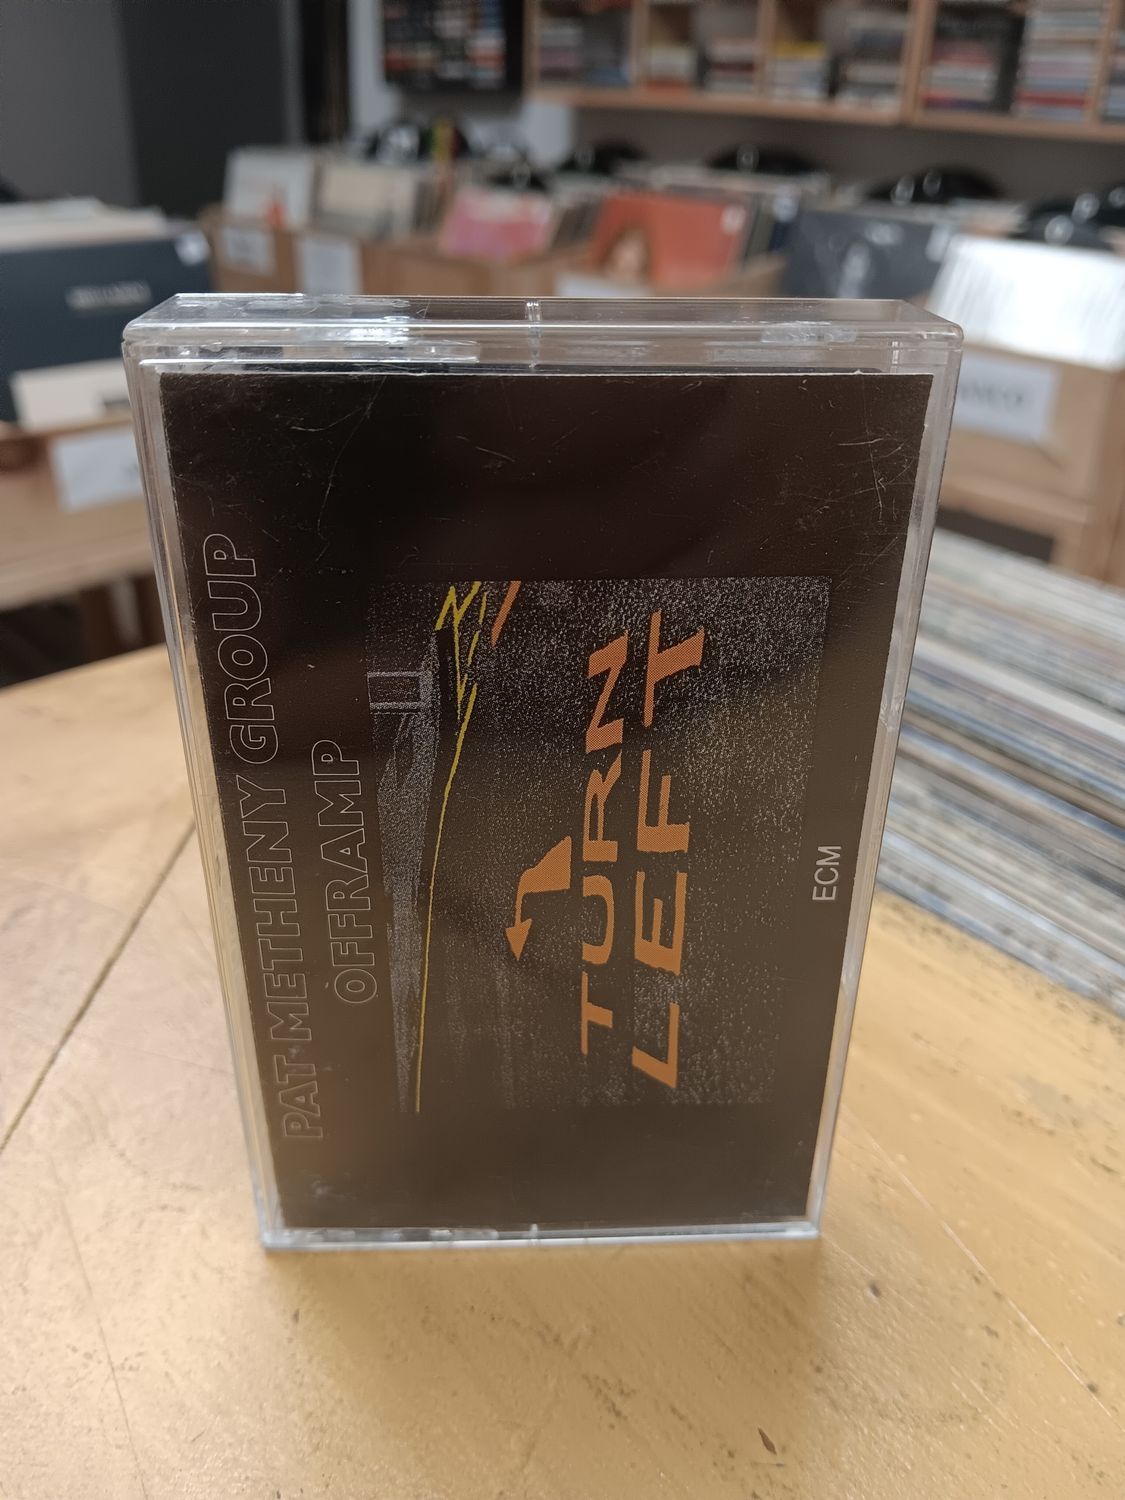 PAT METHENY GROUP
OFFRAMP
TURN
LEFT
ECM